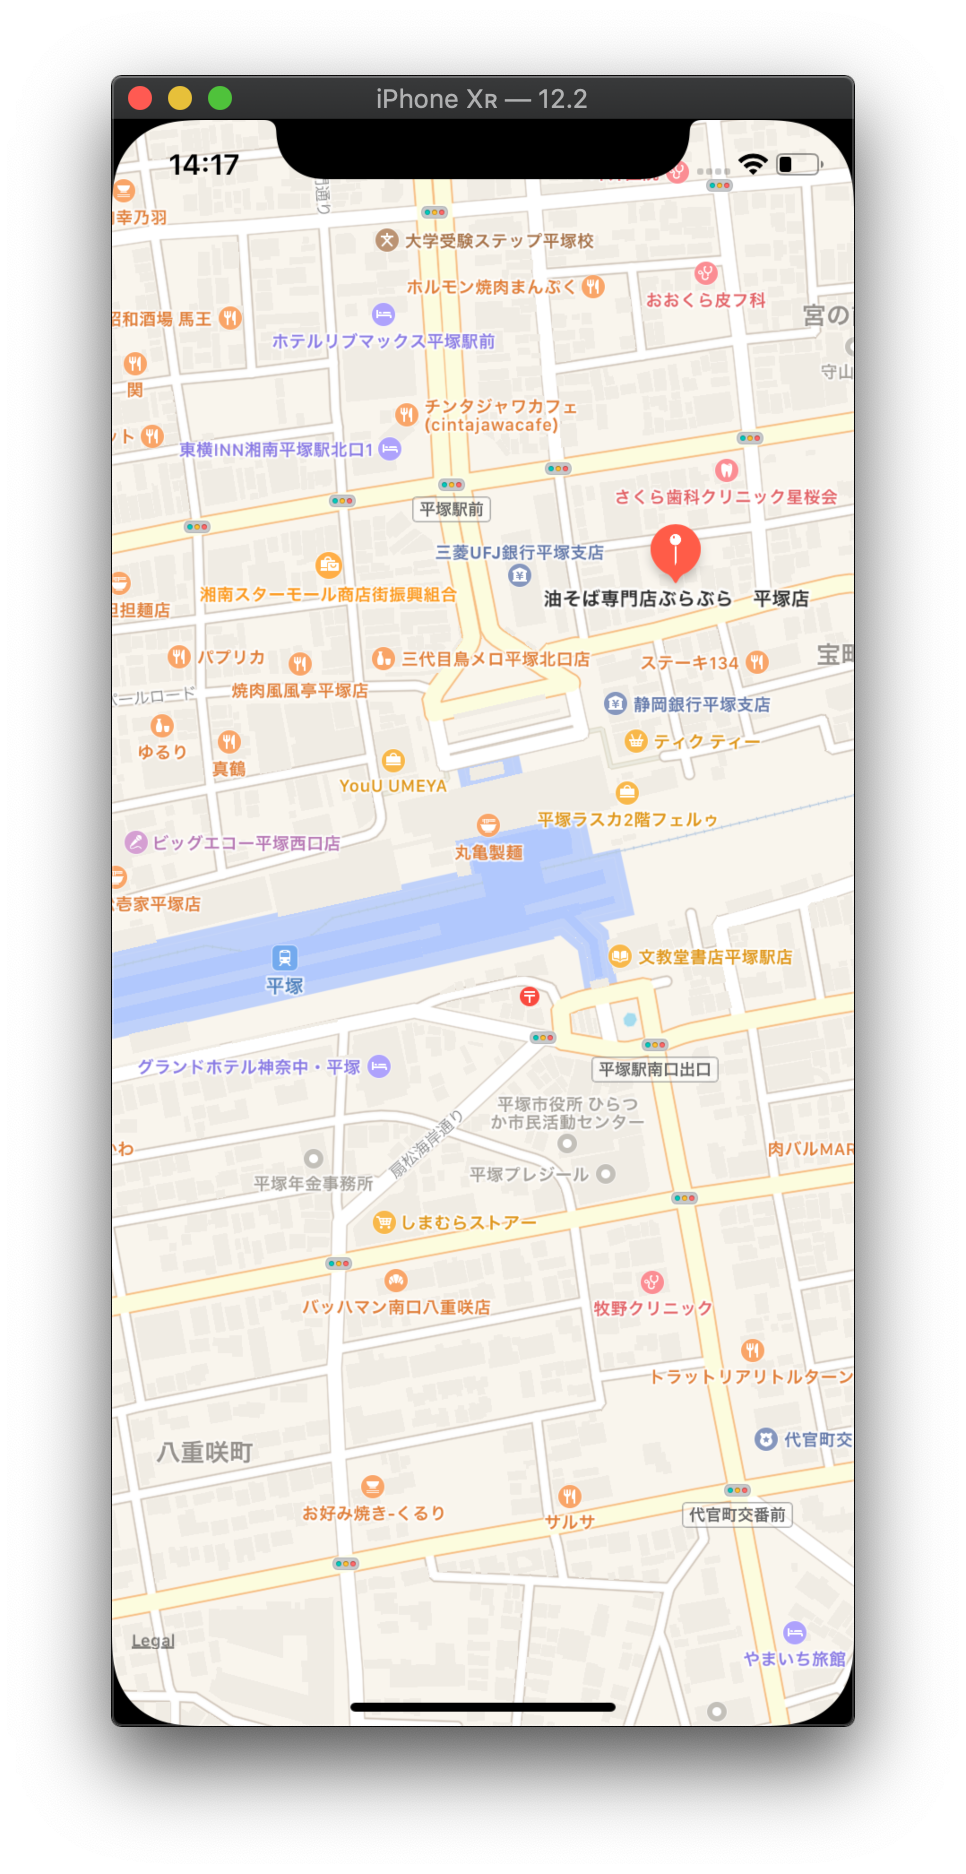 iPhone XR — 12.2
14:17
幸乃羽
大学受験ステップ平塚校
ホルモン焼肉まんぷく
おおくら皮フ科
昭和酒場 馬王
宮の
ホテルリブマックス平塚駅前
守山
関
チンタジャワカフェ
(cintajawacafe)
ット
東横INN湘南平塚駅北口1
さくら歯科クリニック星桜会
平塚駅前
三菱UFJ銀行平塚支店
湘南スターモール商店街振興組合
油そば専門店ぶらぶら 平塚店
担担麺店
パプリカ
三代目鳥メロ平塚北口店
ステーキ134
宝町
焼肉風風亭平塚店
パールロード
静岡銀行平塚支店
ゆるり
真鶴
ティク ティー
YouU UMEYA
平塚ラスカ2階フェルゥ
ビッグエコー平塚西口店
丸亀製麺
壱家平塚店
文教堂書店平塚駅店
平塚
グランドホテル神奈中・平塚
平塚駅南口出口
平塚市役所 ひらつ
か市民活動センター
扇松海岸通り
かわ
肉バルMAR
平塚年金事務所
平塚プレジール
しまむらストアー
バッハマン南口八重咲店
牧野クリニック
トラットリアリトルターン
八重咲町
代官町交
お好み焼き-くるり
サルサ
代官町交番前
Legal
やまいち旅館